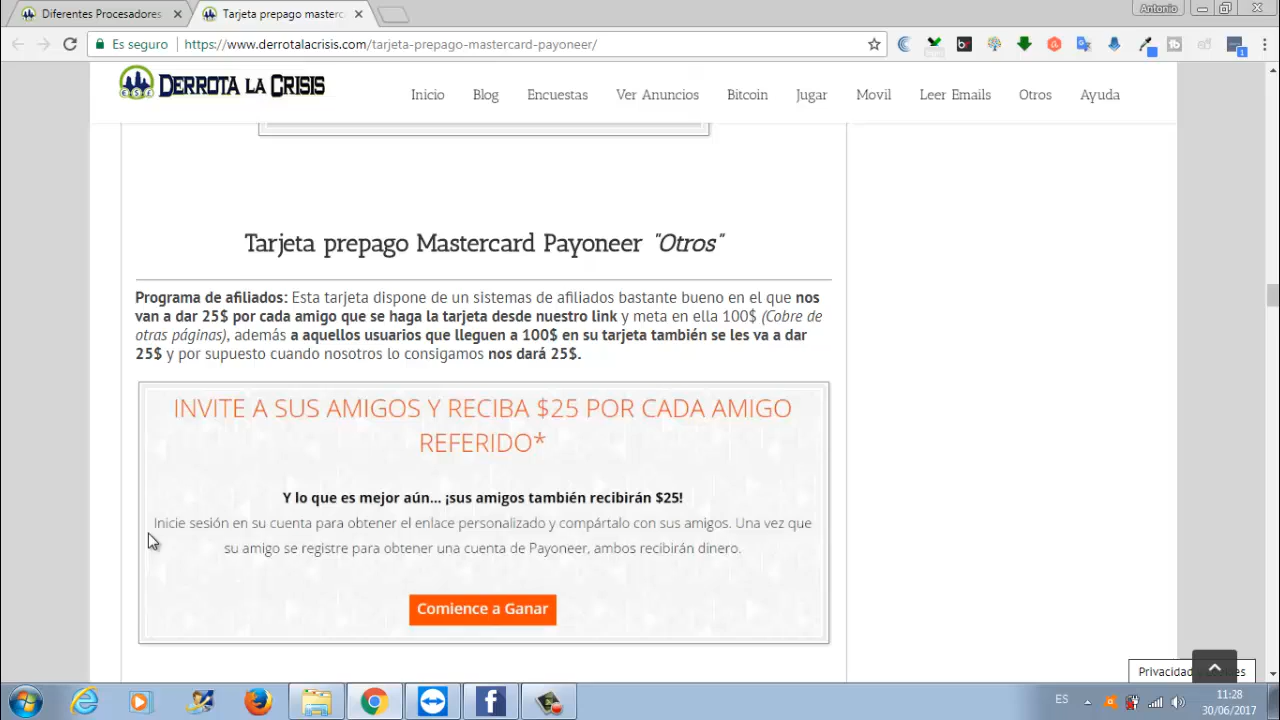 Diferentes Procesadores
Tarjeta prepago masterc
Antonio
Es seguro
https://www.derrotalacrisis.com/tarjeta-prepago-mastercard-payoneer/
DERROTA LA CRISIS
Inicio
Blog
Encuestas
Ver Anuncios
Bitcoin
Jugar
Movil
Leer Emails
Otros
Ayuda
Tarjeta prepago Mastercard Payoneer "Otros"
Programa de afiliados: Esta tarjeta dispone de un sistemas de afiliados bastante bueno en el que nos
van a dar 25$ por cada amigo que se haga la tarjeta desde nuestro link y meta en ella 100$ (Cobre de
otras páginas), además a aquellos usuarios que lleguen a 100$ en su tarjeta también se les va a dar
25$ y por supuesto cuando nosotros lo consigamos nos dará 25$.
INVITE A SUS AMIGOS Y RECIBA $25 POR CADA AMIGO
REFERIDO*
Y lo que es mejor aún... ¡sus amigos también recibirán $25!
Inicie sesión en su cuenta para obtener el enlace personalizado y compártalo con sus amigos. Una vez que
su amigo se registre para obtener una cuenta de Payoneer, ambos recibirán dinero.
Comience a Ganar
Privacidad
ES
11:28
30/06/2017